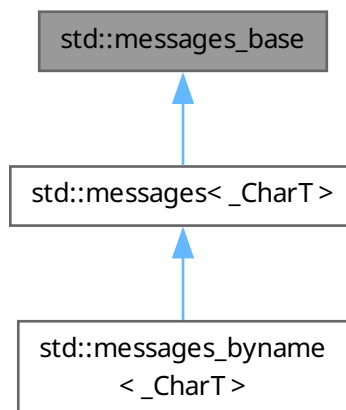 std::messages_base
std::messages< _CharT >
std::messages_byname
< _CharT >